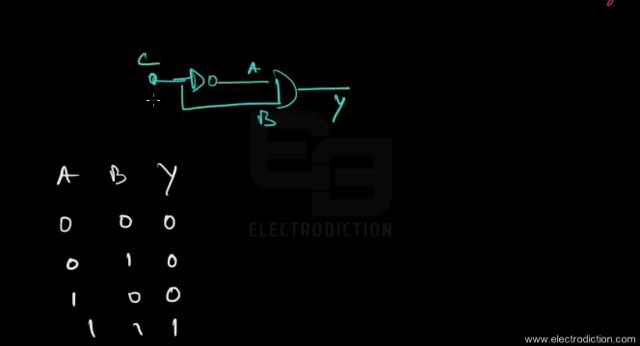 C
A
B
Y
A B Y
0 0 0
0 1 0
1 0 0
1 1 1
ELECTRODICTION
www.electrodiction.com